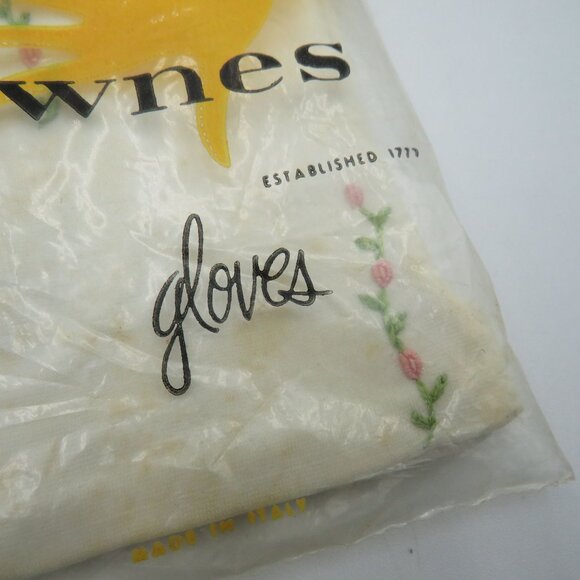 wnes
ESTABLISHED 1777
gloves
MADE IN ITALY